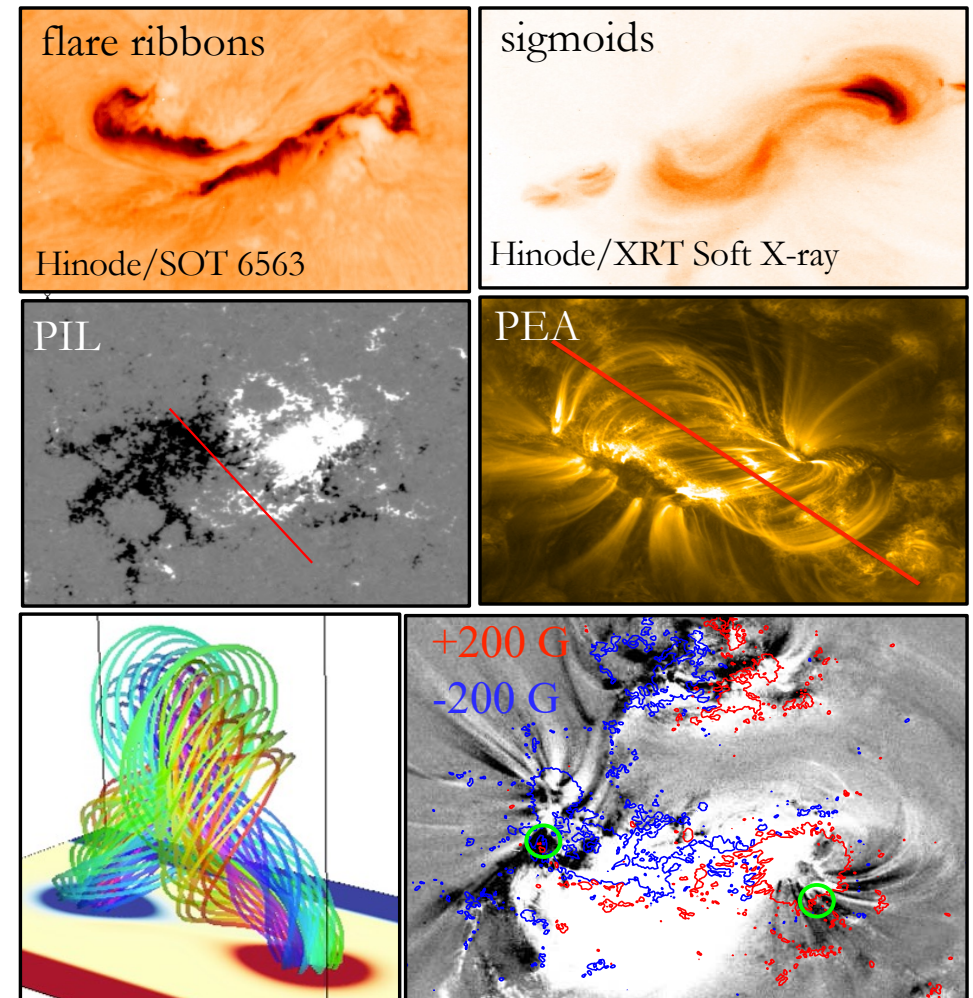 flare ribbons
sigmoids
Hinode/SOT 6563
Hinode/XRT Soft X-ray
PIL
PEA
+200 G
-200 G